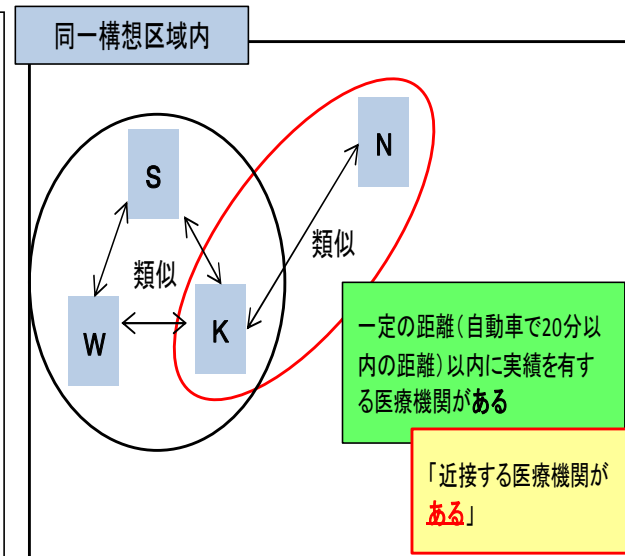 同一構想区域内
N
S
類似
類似
K
W
一定の距離(自動車で20分以
内の距離)以内に実績を有す
る医療機関がある
「近接する医療機関が
ある」